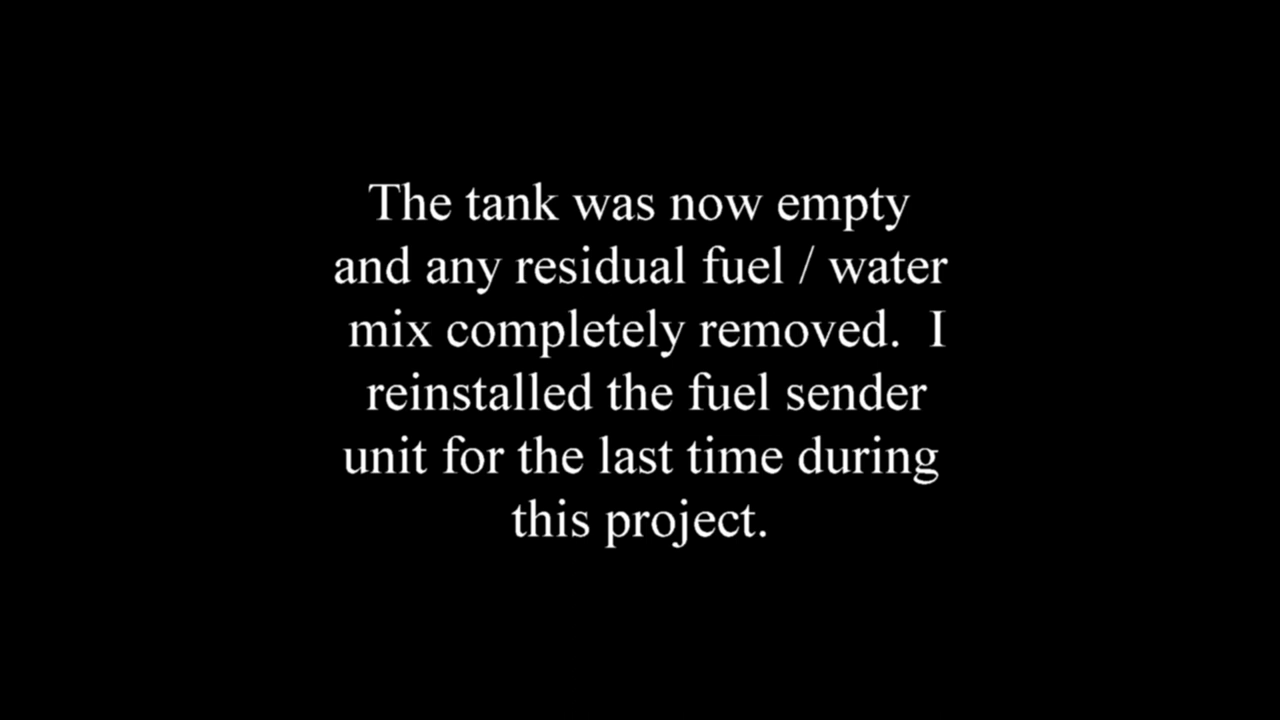 The tank was now empty
and any residual fuel / water
mix completely removed.  I
reinstalled the fuel sender
unit for the last time during
this project.